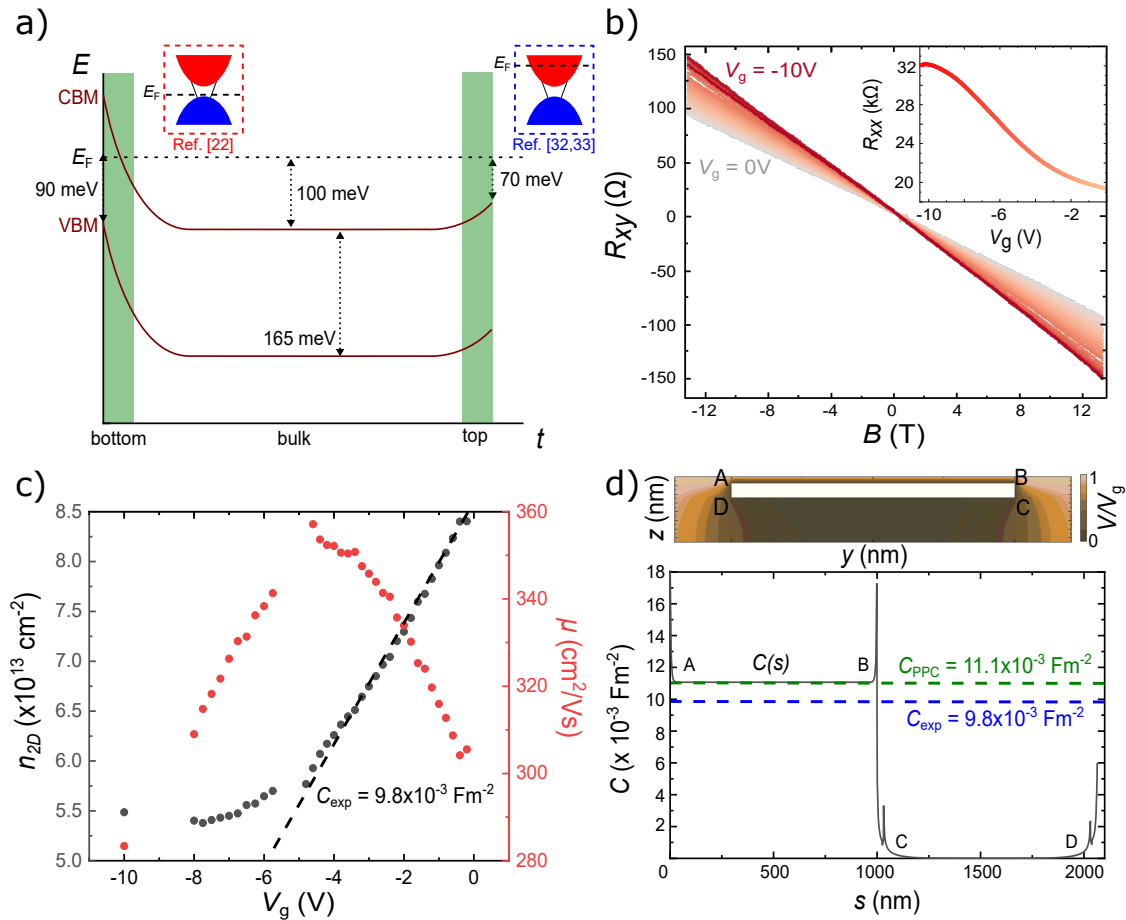 a)
E
CBM
E_F
90 meV
VBM
E_F
Ref. [22]
E_F
Ref. [32,33]
100 meV
70 meV
165 meV
bottom
bulk
top
t
b)
R_xy (Ω)
150
100
50
0
-50
-100
-150
V_g = -10V
V_g = 0V
R_xx (kΩ)
32
28
24
20
-10
-6
-2
V_g (V)
-12
-8
-4
0
4
8
12
B (T)
c)
n_2D (x10^13 cm^-2)
8.5
8.0
7.5
7.0
6.5
6.0
5.5
5.0
360
340
320
300
280
μ (cm^2/Vs)
C_exp = 9.8x10^-3 Fm^-2
-10
-8
-6
-4
-2
0
V_g (V)
d)
z (nm)
A
B
D
C
y (nm)
1
0
V/V_g
C (x 10^-3 Fm^-2)
18
16
14
12
10
8
6
4
2
A
C(s)
B
C_PPC = 11.1x10^-3 Fm^-2
C_exp = 9.8x10^-3 Fm^-2
C
D
0
500
1000
1500
2000
s (nm)